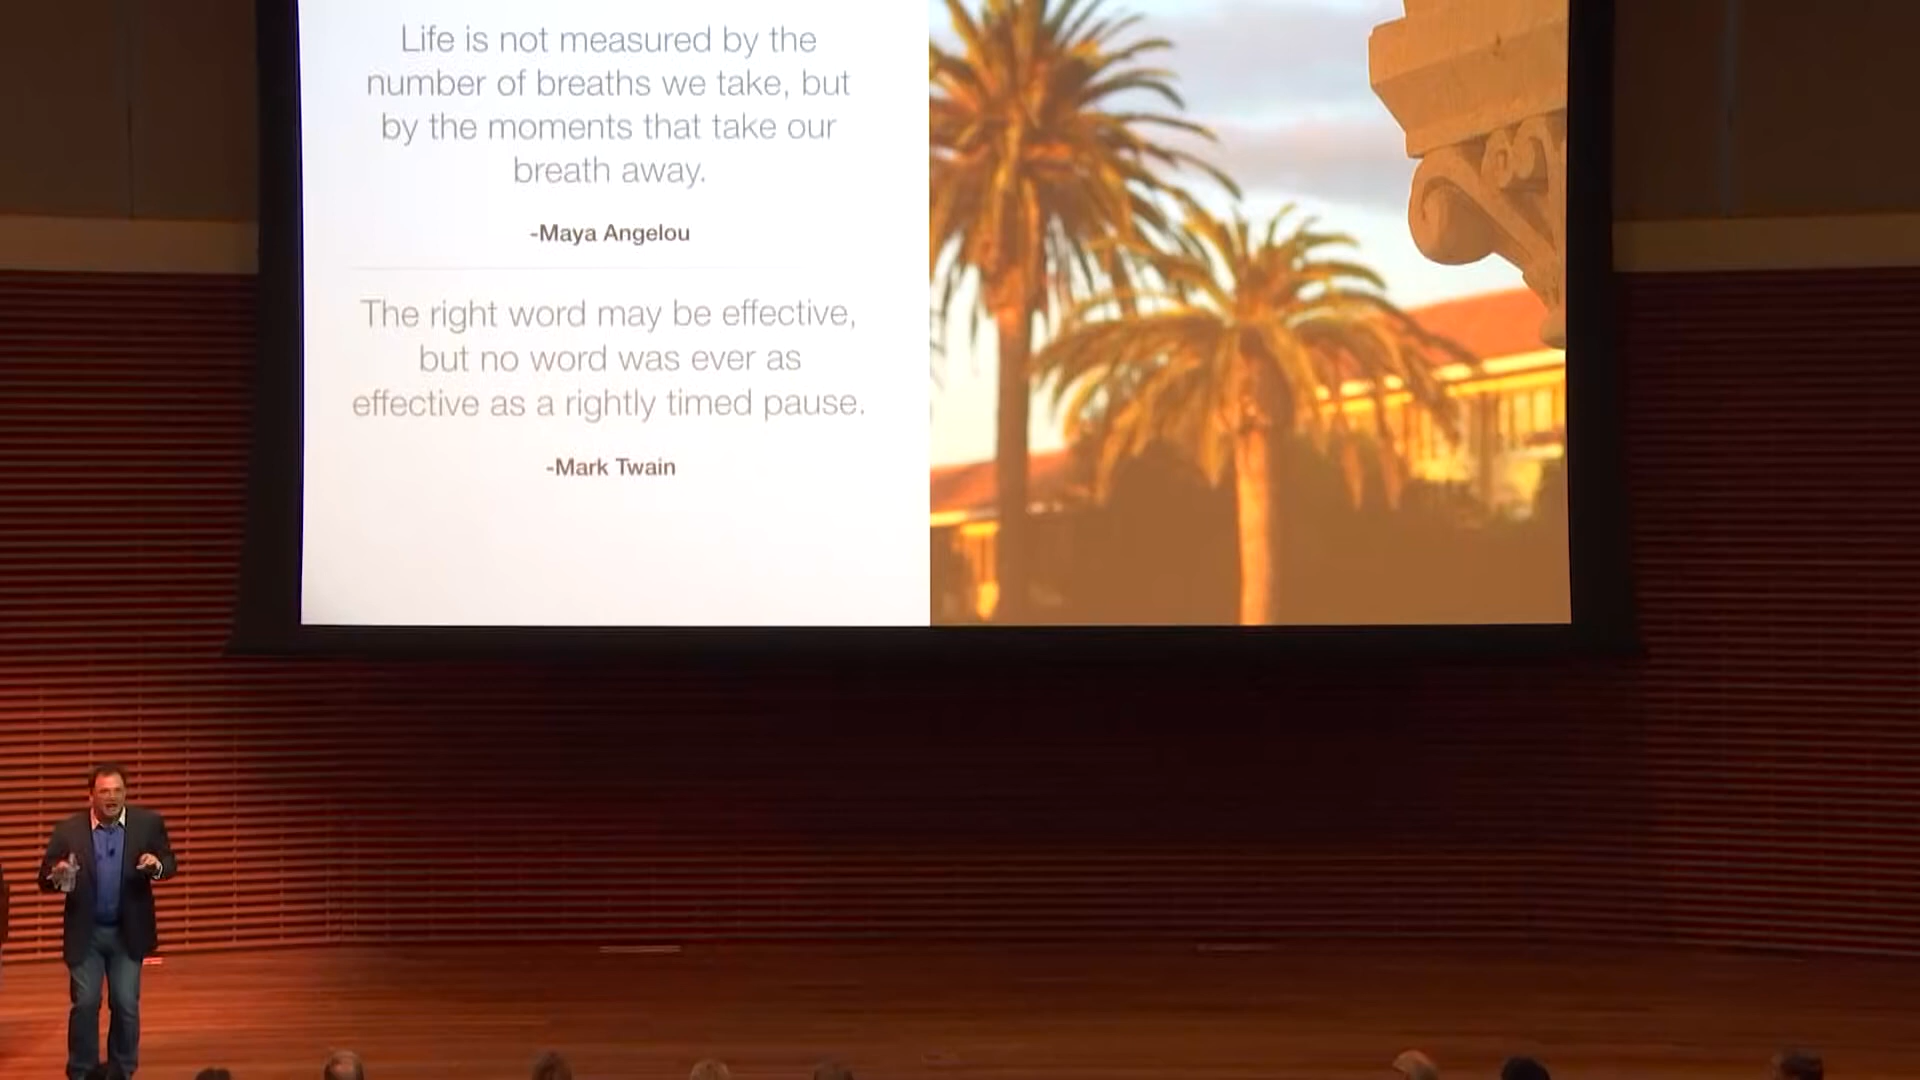 Life is not measured by the
number of breaths we take, but
by the moments that take our
breath away.
-Maya Angelou
The right word may be effective,
but no word was ever as
effective as a rightly timed pause.
-Mark Twain